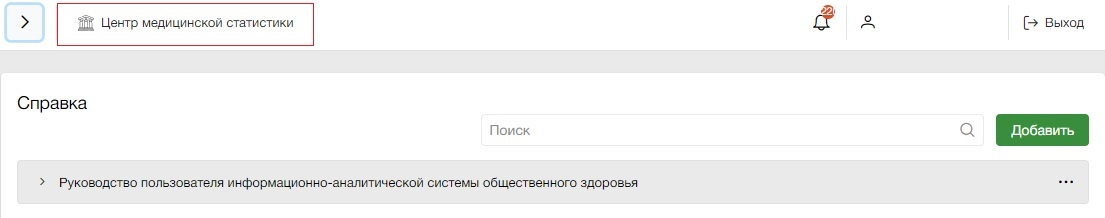 Центр медицинской статистики
Выход
Справка
Поиск
Добавить
Руководство пользователя информационно-аналитической системы общественного здоровья